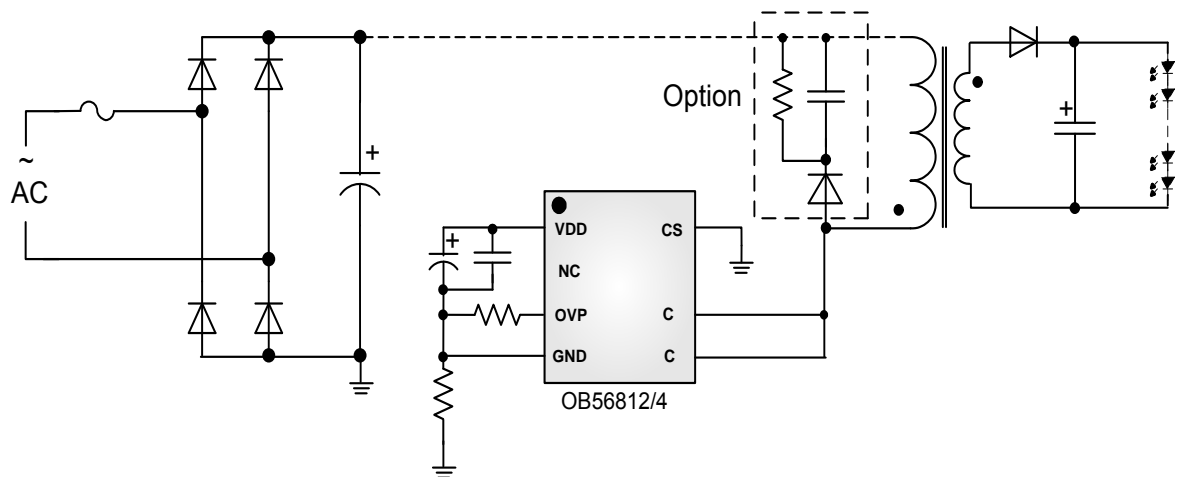 Option
~
AC
+
+
+
VDD
CS
NC
OVP
C
GND
C
OB56812/4